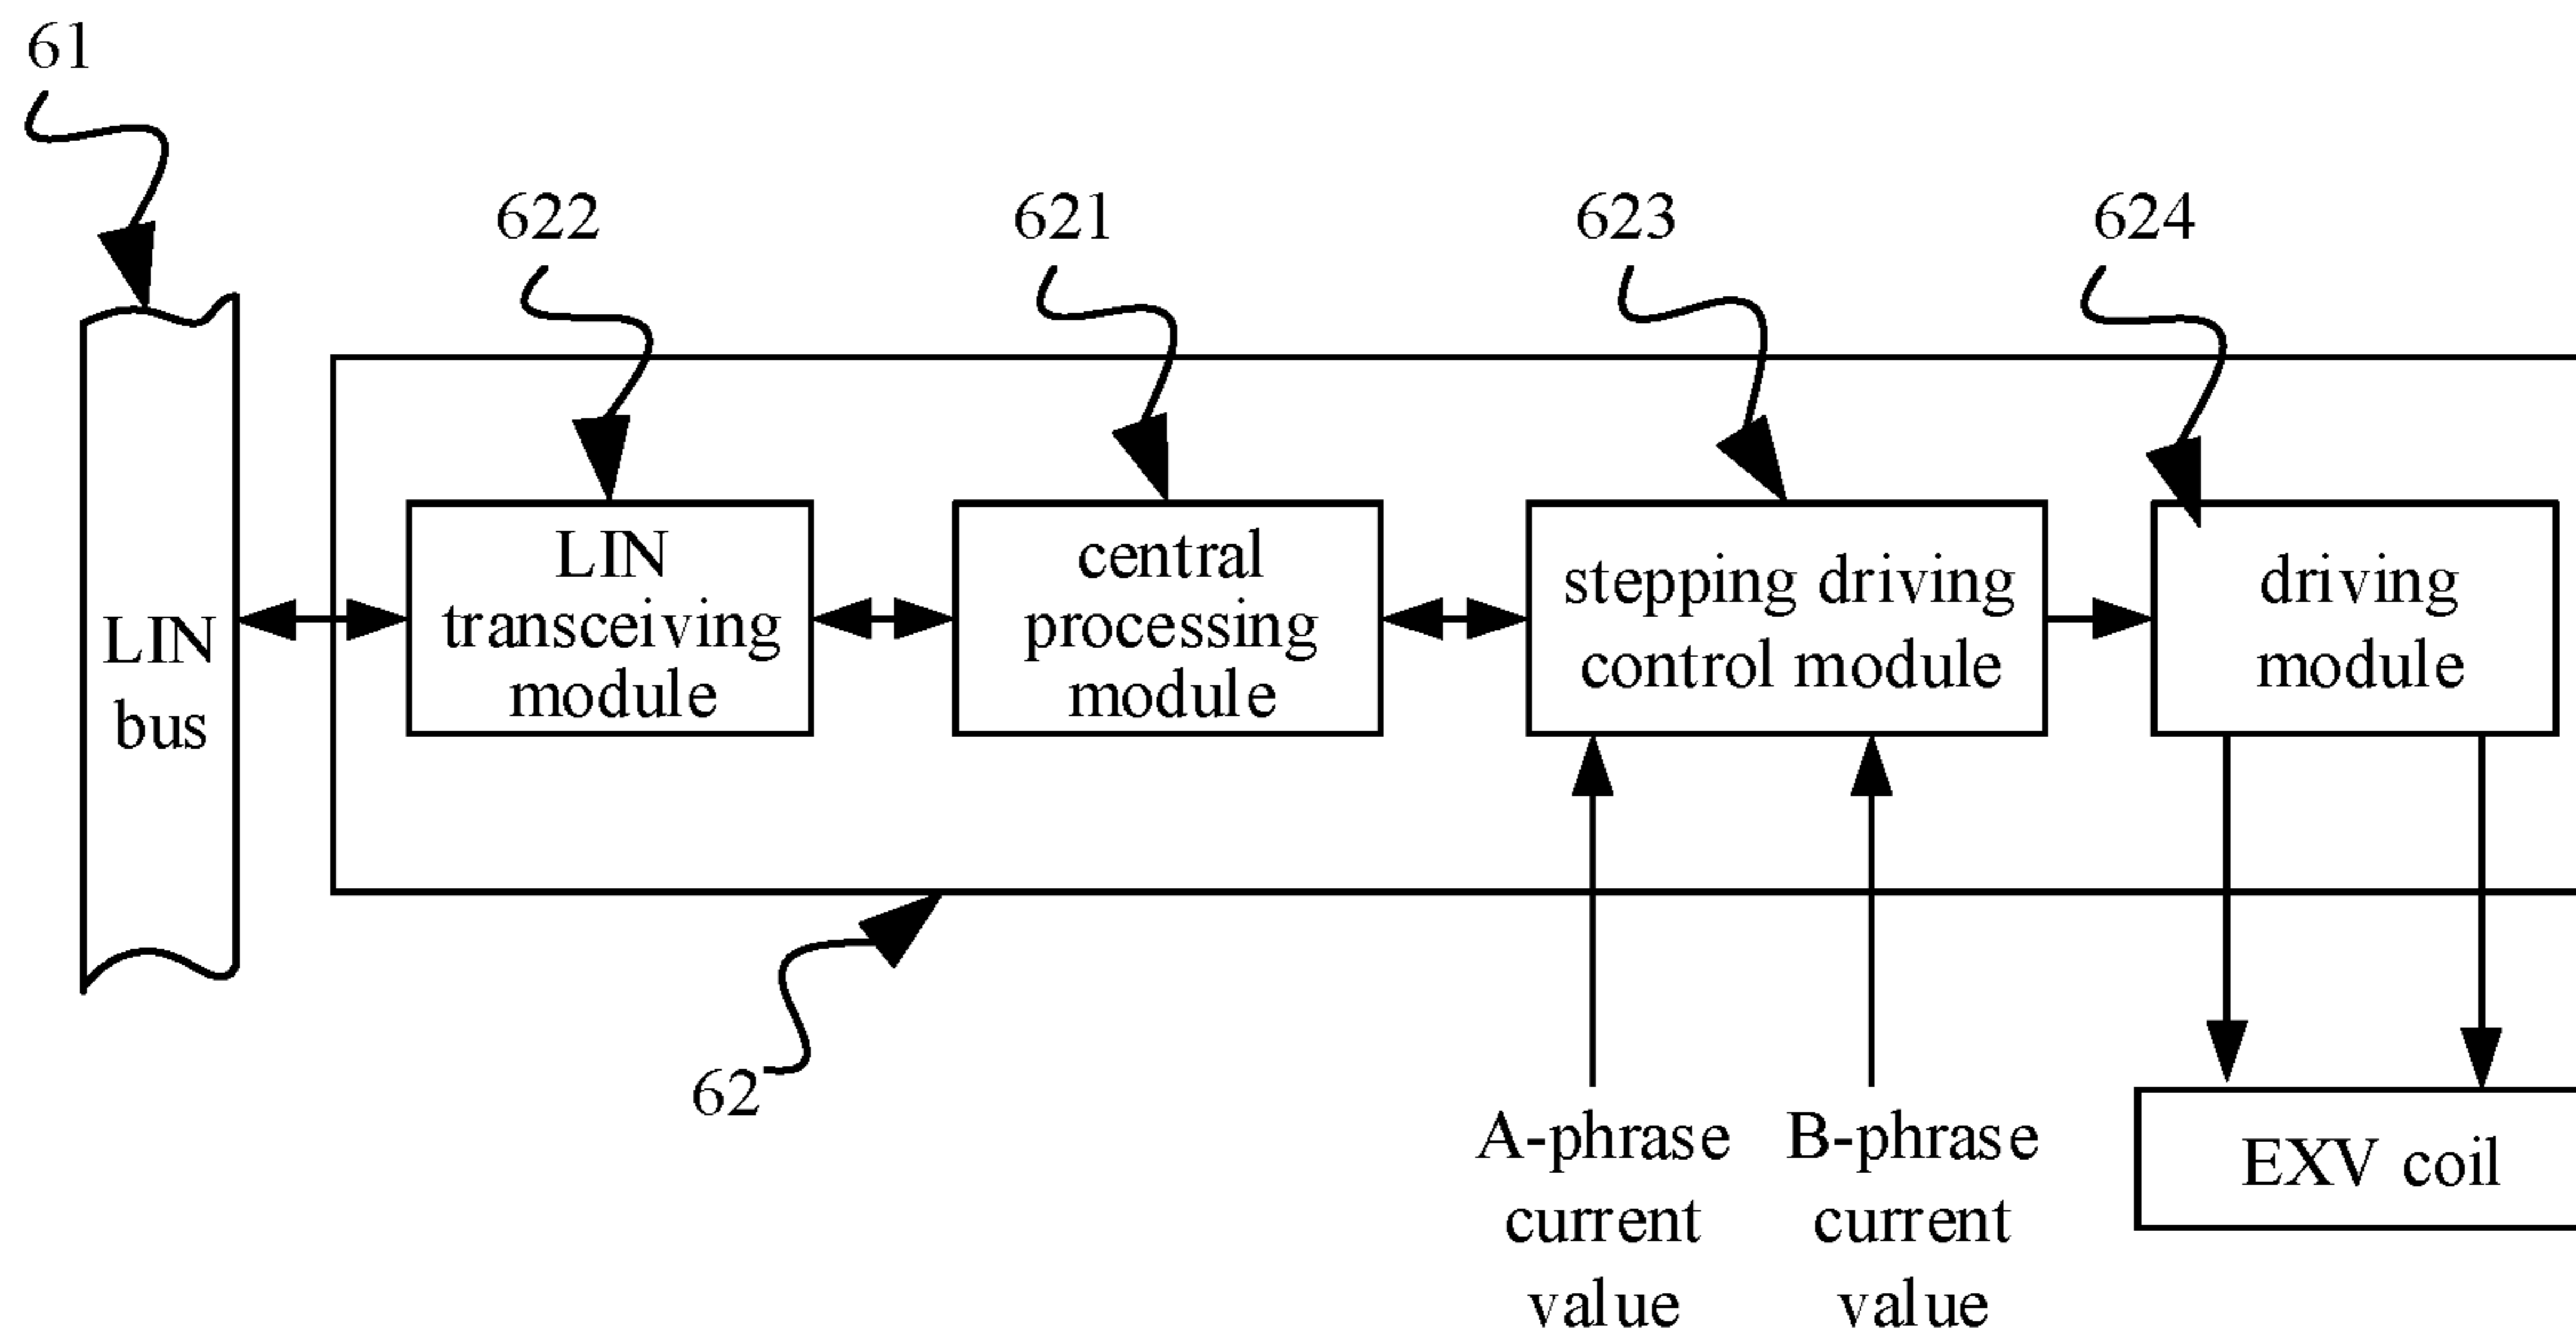 61
622
621
623
624
LIN
bus
LIN
transceiving
module
central
processing
module
stepping driving
control module
driving
module
62
A-phrase
current
value
B-phrase
current
value
EXV coil